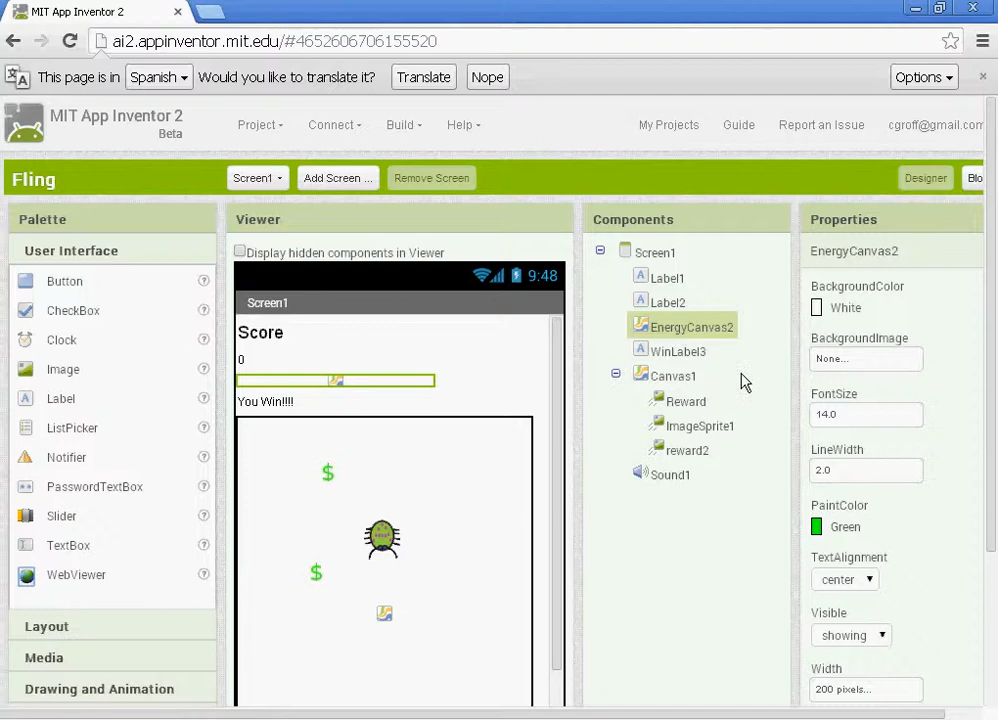 MIT App Inventor 2
ai2.appinventor.mit.edu/#4652606706155520
This page is in Spanish Would you like to translate it? Translate Nope Options
MIT App Inventor 2
Beta
Project Connect Build Help My Projects Guide Report an Issue cgroff@gmail.com
Fling Screen1 Add Screen ... Remove Screen Designer Blo
Palette
User Interface
Button ?
CheckBox ?
Clock ?
Image ?
Label ?
ListPicker ?
Notifier ?
PasswordTextBox ?
Slider ?
TextBox ?
WebViewer ?
Layout
Media
Drawing and Animation
Viewer
Display hidden components in Viewer
9:48
Screen1
Score
0
You Win!!!!
$
$
Components
Screen1
A Label1
A Label2
EnergyCanvas2
A WinLabel3
Canvas1
Reward
ImageSprite1
reward2
Sound1
Properties
EnergyCanvas2
BackgroundColor
White
BackgroundImage
None...
FontSize
14.0
LineWidth
2.0
PaintColor
Green
TextAlignment
center
Visible
showing
Width
200 pixels...